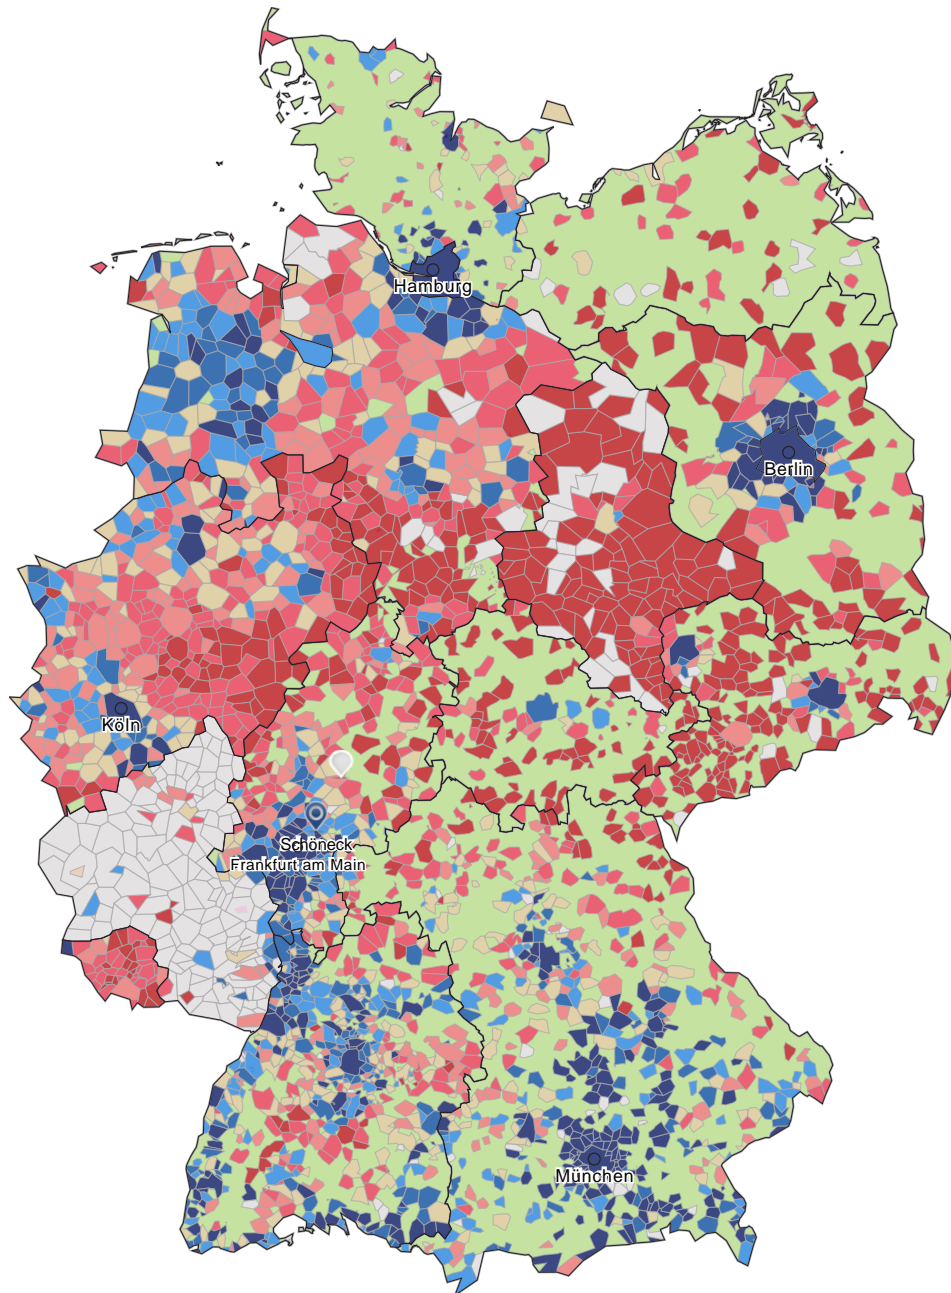 Hamburg
Berlin
Köln
Schöneck
Frankfurt am Main
München